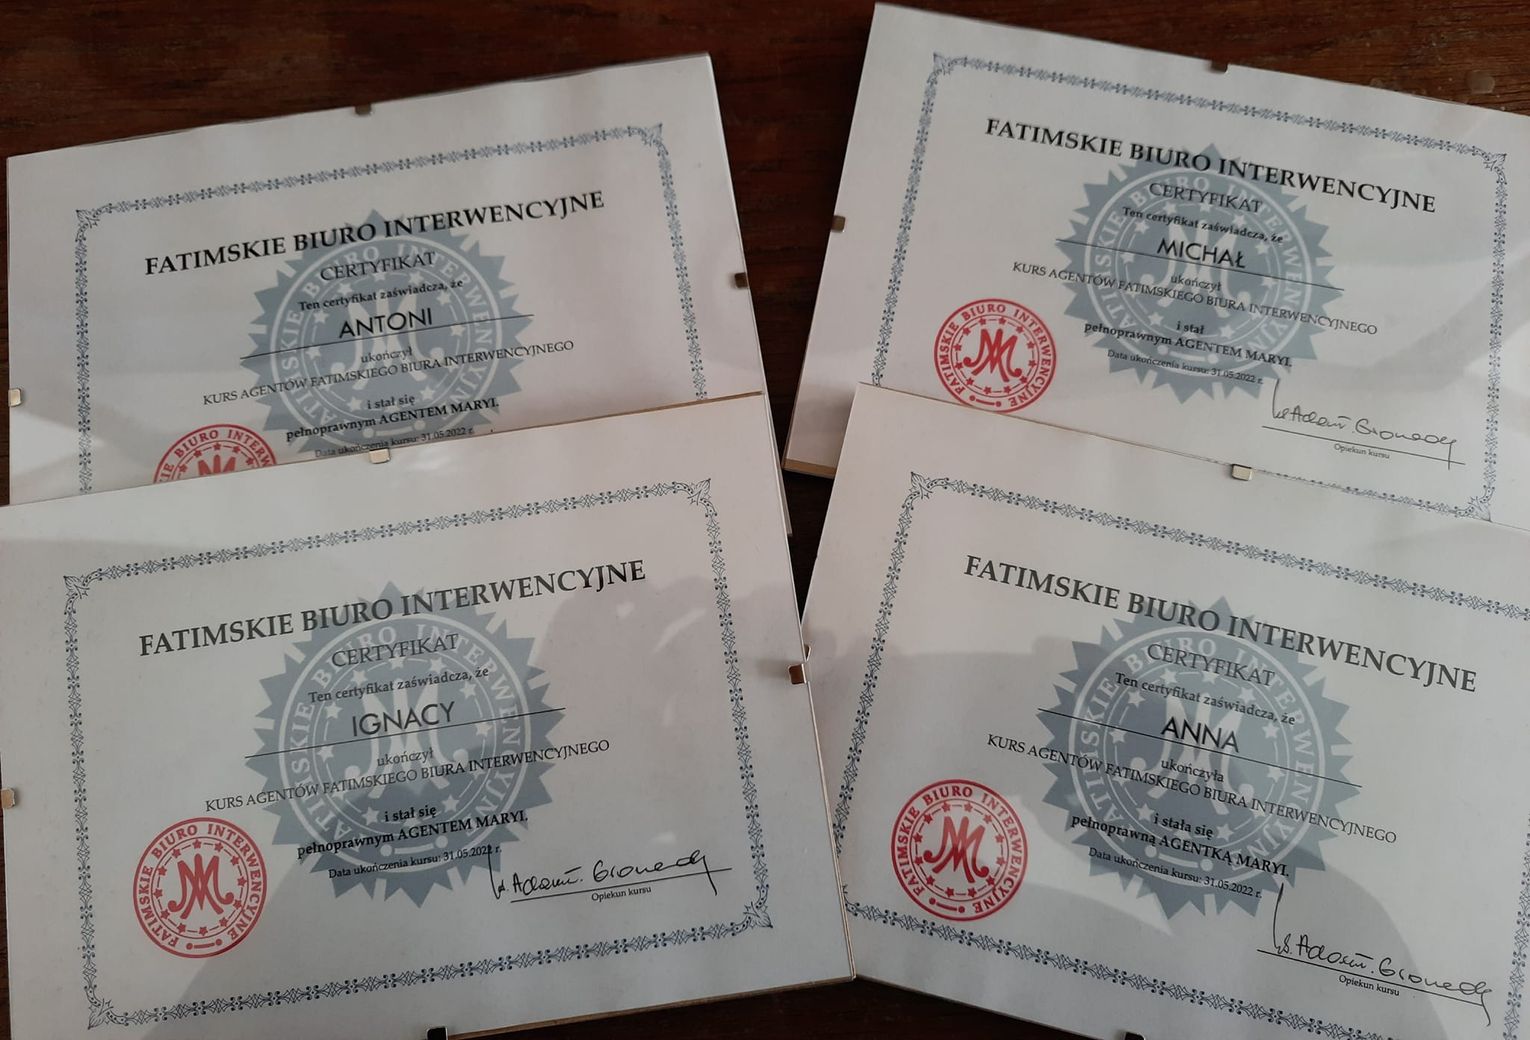 FATIMSKIE BIURO INTERWENCYJNE
CERTYFIKAT
Ten certyfikat zaświadcza, że
ANTONI
ukończył
KURS AGENTÓW FATIMSKIEGO BIURA INTERWENCYJNEGO
i stał się
pełnoprawnym AGENTEM MARYI.
Data ukończenia kursu: 31.05.2022 r.
FATIMSKIE BIURO INTERWENCYJNE
CERTYFIKAT
Ten certyfikat zaświadcza, że
MICHAŁ
ukończył
KURS AGENTÓW FATIMSKIEGO BIURA INTERWENCYJNEGO
i stał
pełnoprawnym AGENTEM MARYI.
Data ukończenia kursu: 31.05.2022 r.
FATIMSKIE BIURO INTERWENCYJNE
Adam
Opiekun kursu
FATIMSKIE BIURO INTERWENCYJNE
CERTYFIKAT
Ten certyfikat zaświadcza, że
IGNACY
ukończył
KURS AGENTÓW FATIMSKIEGO BIURA INTERWENCYJNEGO
i stał się
pełnoprawnym AGENTEM MARYI.
Data ukończenia kursu: 31.05.2022 r.
FATIMSKIE BIURO INTERWENCYJNE
Adam
Opiekun kursu
FATIMSKIE BIURO INTERWENCYJNE
CERTYFIKAT
Ten certyfikat zaświadcza, że
ANNA
ukończyła
KURS AGENTÓW FATIMSKIEGO BIURA INTERWENCYJNEGO
i stała się
pełnoprawną AGENTKĄ MARYI.
Data ukończenia kursu: 31.05.2022 r.
FATIMSKIE BIURO INTERWENCYJNE
Adam
Opiekun kursu